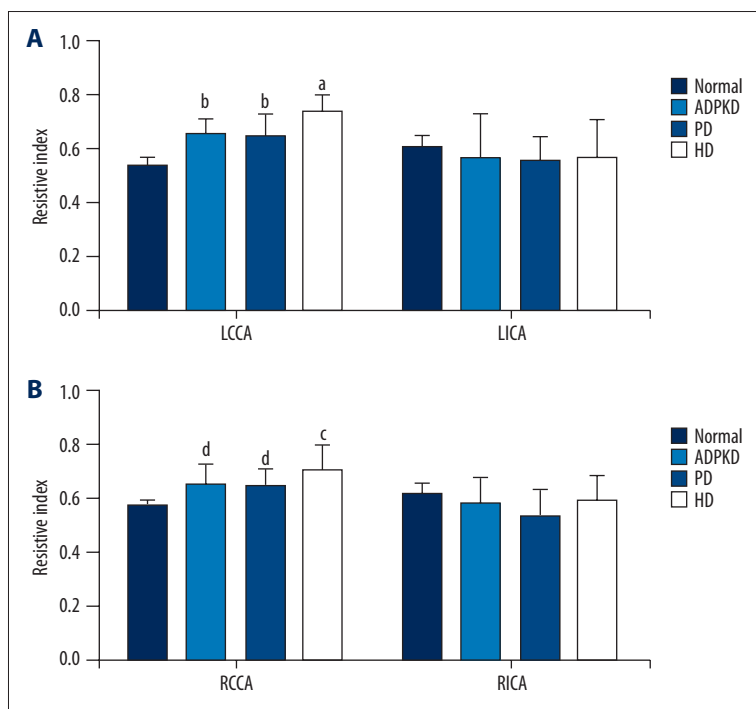 A
1.0
0.8
0.6
0.4
0.2
0.0
Resistive index
b
b
a
LCCA
LICA
Normal
ADPKD
PD
HD
B
1.0
0.8
0.6
0.4
0.2
0.0
Resistive index
d
d
c
RCCA
RICA
Normal
ADPKD
PD
HD